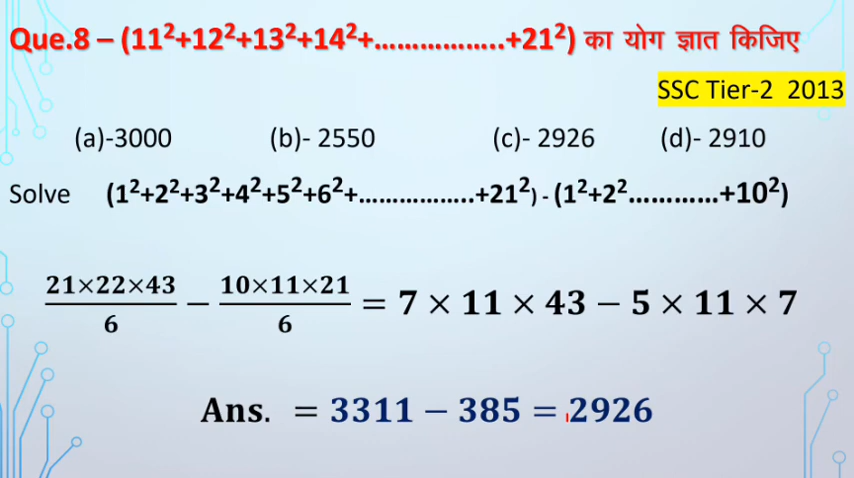 Que.8 – (11²+12²+13²+14²+……………..+21²) का योग ज्ञात किजिए
SSC Tier-2 2013
(a)-3000 (b)- 2550 (c)- 2926 (d)- 2910
Solve (1²+2²+3²+4²+5²+6²+……………..+21²) - (1²+2²…………+10²)
21×22×43/6 − 10×11×21/6 = 7 × 11 × 43 − 5 × 11 × 7
Ans. = 3311 − 385 = 2926